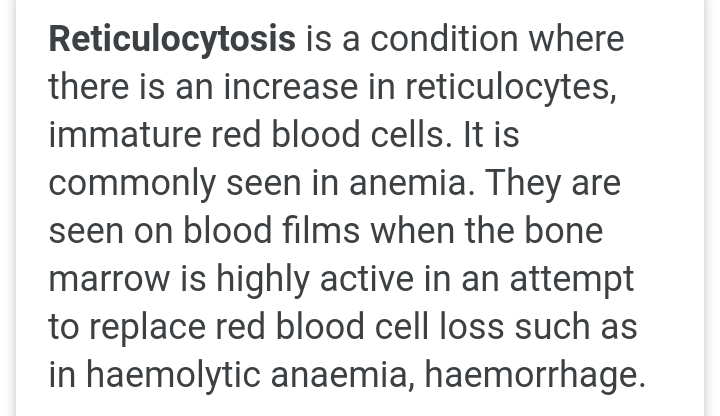 Reticulocytosis is a condition where
there is an increase in reticulocytes,
immature red blood cells. It is
commonly seen in anemia. They are
seen on blood films when the bone
marrow is highly active in an attempt
to replace red blood cell loss such as
in haemolytic anaemia, haemorrhage.